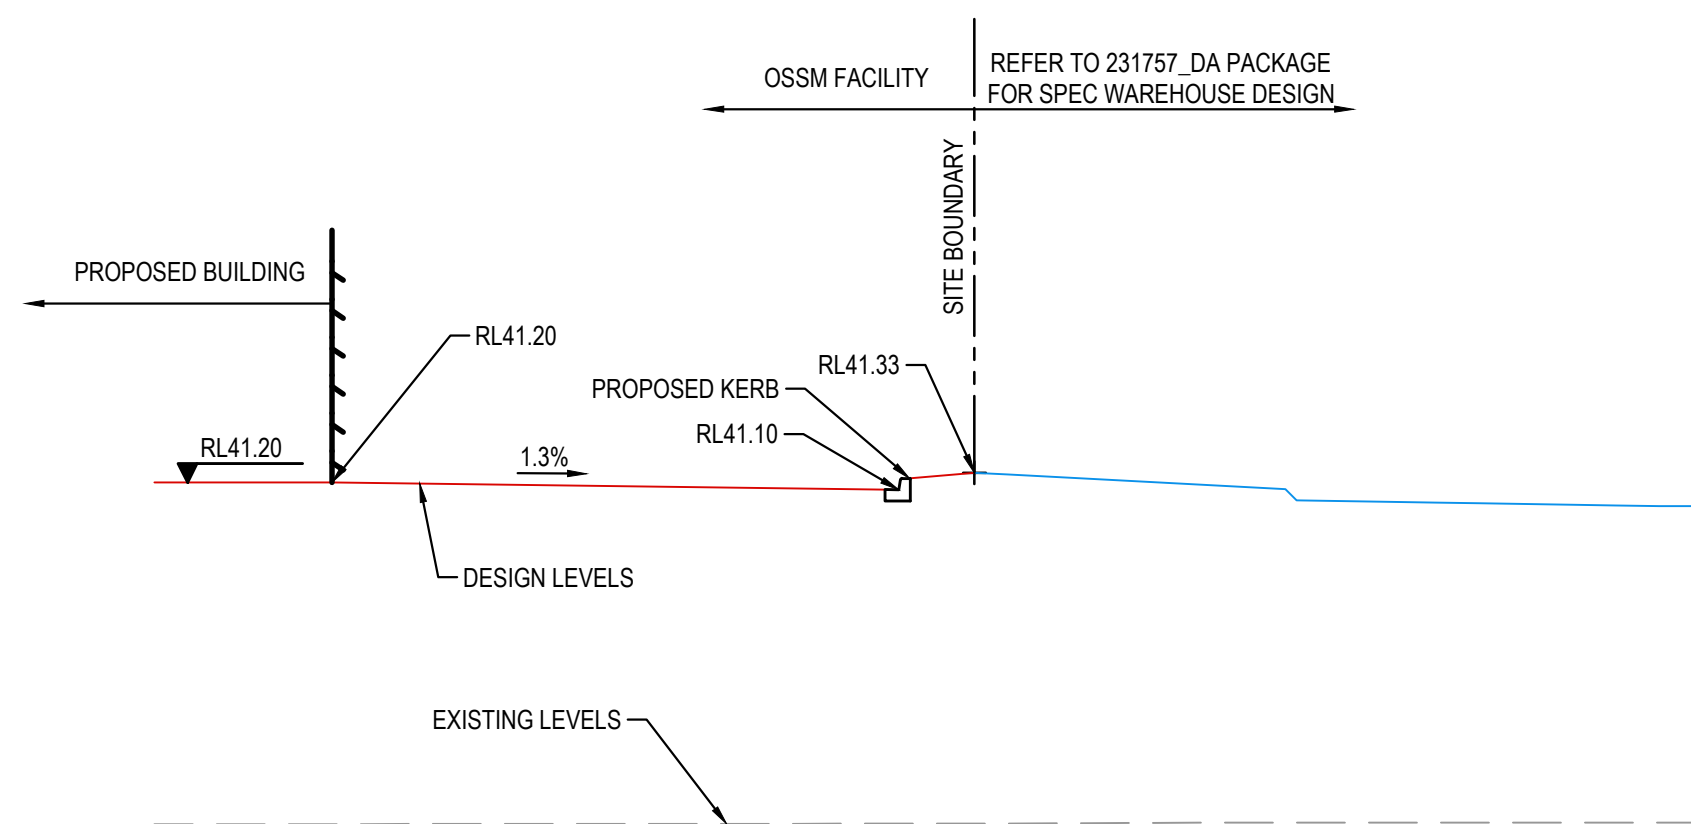 OSSM FACILITY
REFER TO 231757_DA PACKAGE
FOR SPEC WAREHOUSE DESIGN
SITE BOUNDARY
PROPOSED BUILDING
RL41.20
RL41.33
PROPOSED KERB
RL41.10
RL41.20
1.3%
DESIGN LEVELS
EXISTING LEVELS